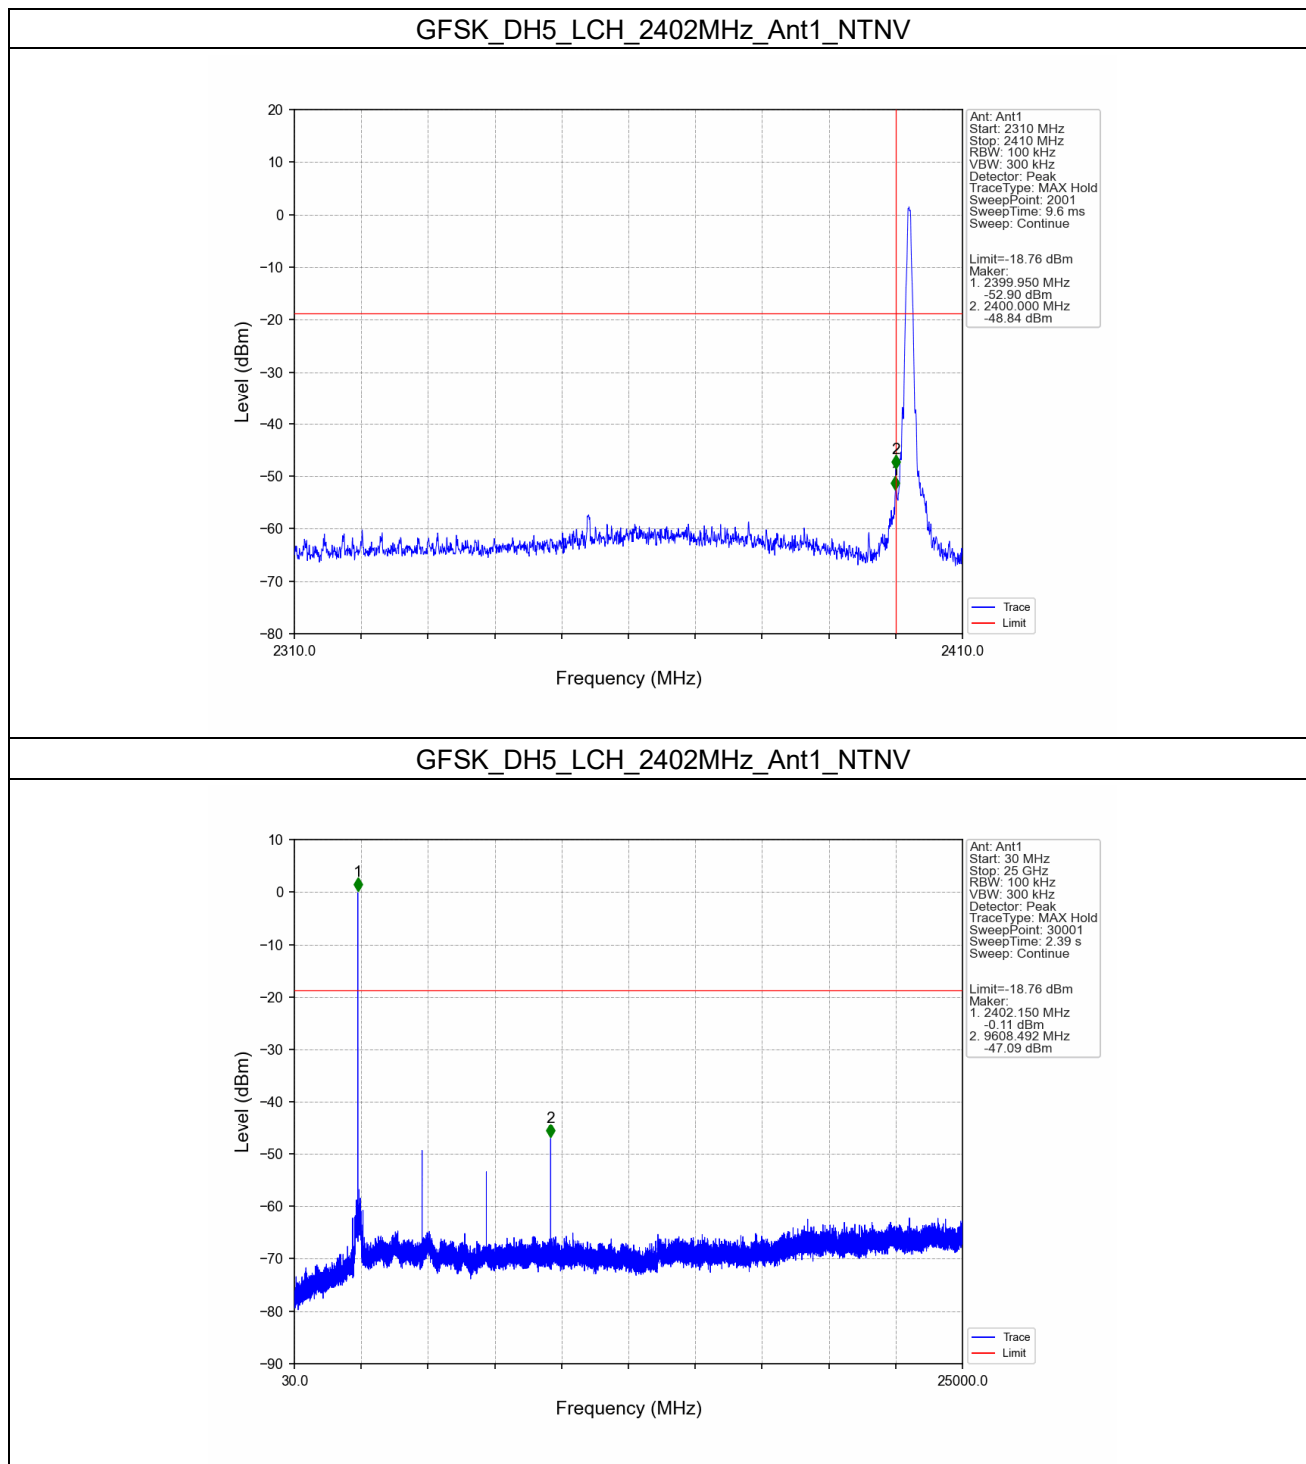 GFSK_DH5_LCH_2402MHz_Ant1_NTNV
20
10
0
−10
−20
−30
−40
−50
−60
−70
−80
Level (dBm)
2
2310.0
2410.0
Frequency (MHz)
Ant: Ant1
Start: 2310 MHz
Stop: 2410 MHz
RBW: 100 kHz
VBW: 300 kHz
Detector: Peak
TraceType: MAX Hold
SweepPoint: 2001
SweepTime: 9.6 ms
Sweep: Continue
Limit=-18.76 dBm
Maker:
1. 2399.950 MHz
-52.90 dBm
2. 2400.000 MHz
-48.84 dBm
Trace
Limit
GFSK_DH5_LCH_2402MHz_Ant1_NTNV
10
0
−10
−20
−30
−40
−50
−60
−70
−80
−90
Level (dBm)
1
2
30.0
25000.0
Frequency (MHz)
Ant: Ant1
Start: 30 MHz
Stop: 25 GHz
RBW: 100 kHz
VBW: 300 kHz
Detector: Peak
TraceType: MAX Hold
SweepPoint: 30001
SweepTime: 2.39 s
Sweep: Continue
Limit=-18.76 dBm
Maker:
1. 2402.150 MHz
-0.11 dBm
2. 9608.492 MHz
-47.09 dBm
Trace
Limit